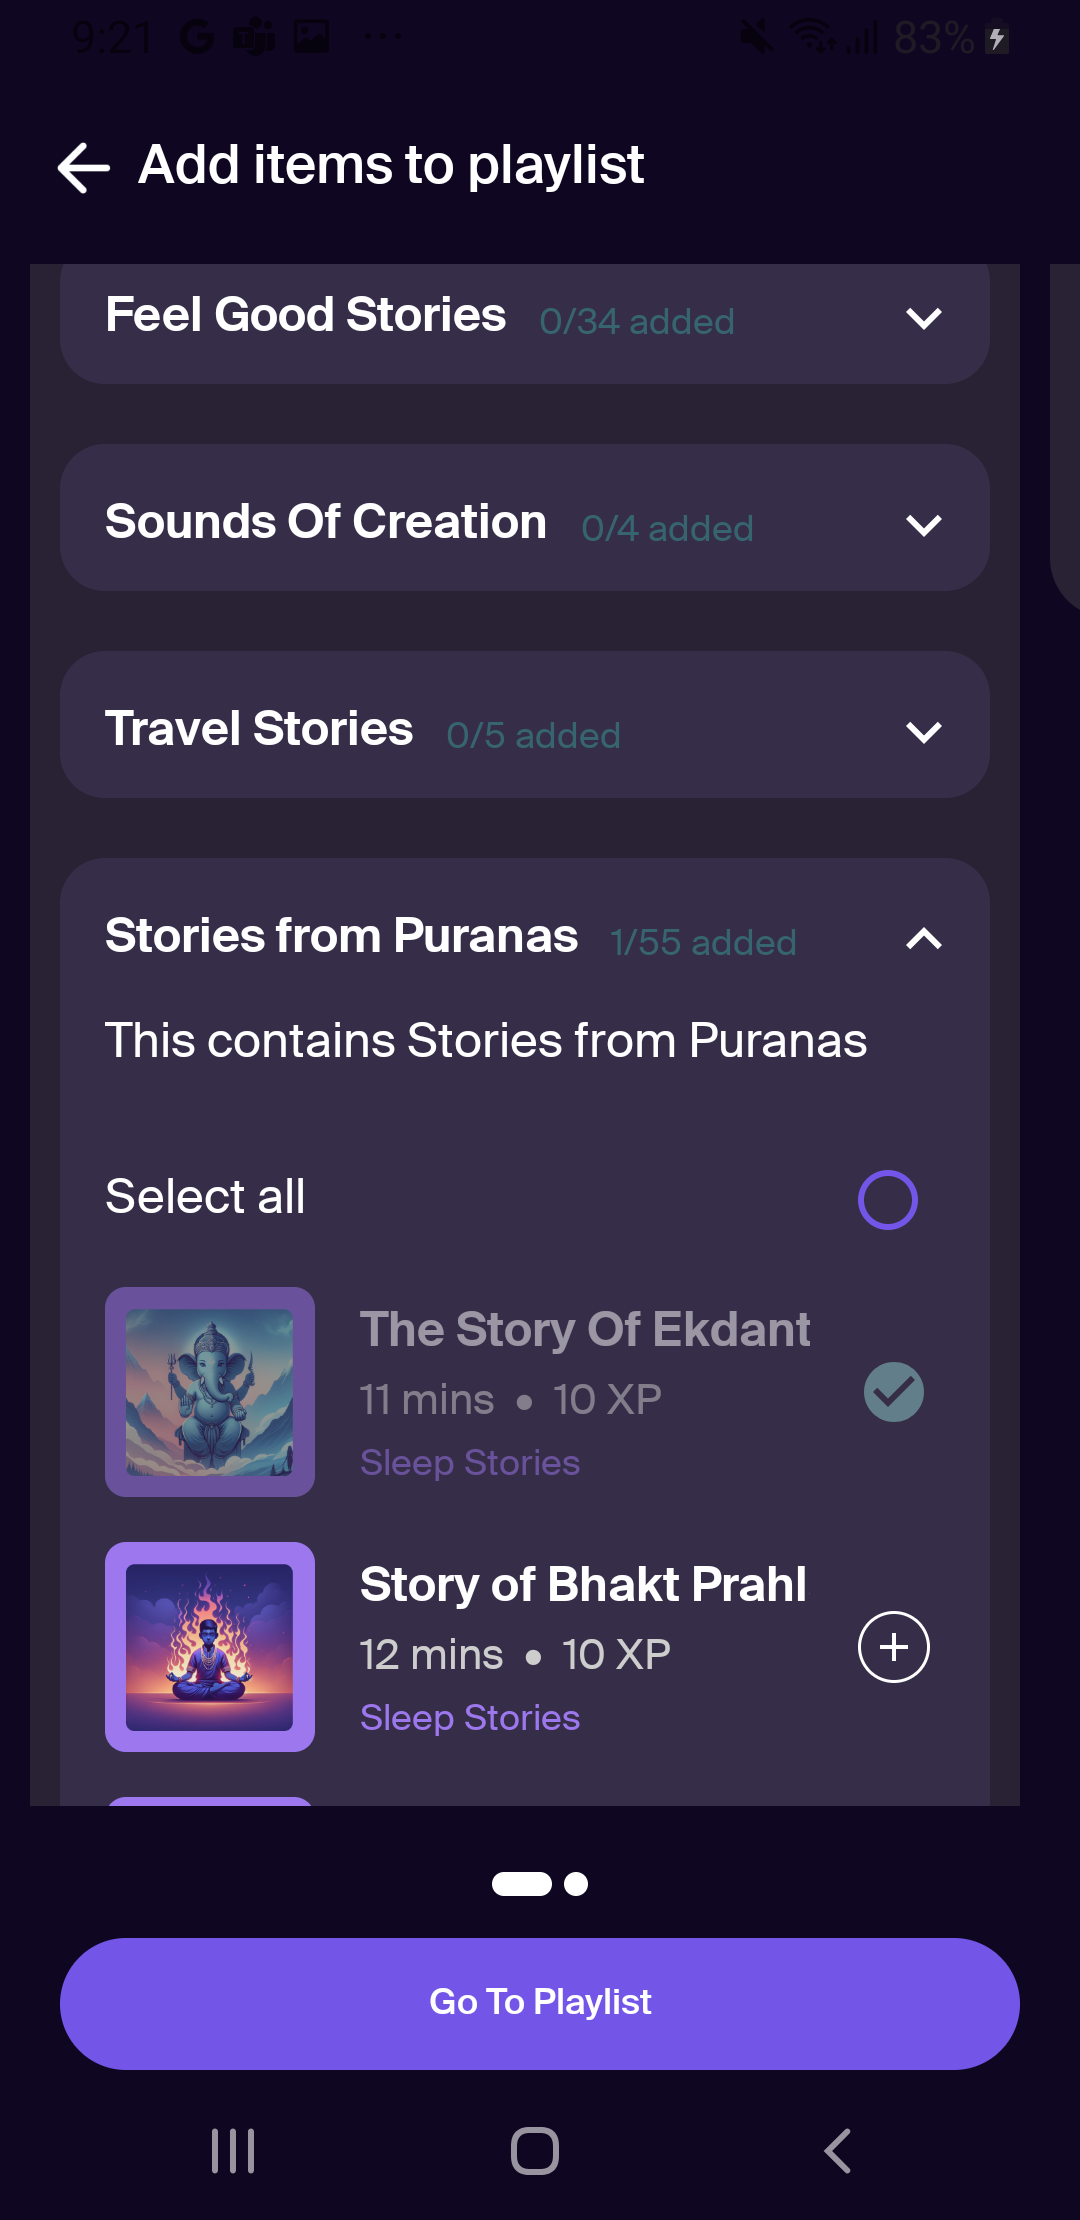 9:21 83%
Add items to playlist
Feel Good Stories 0/34 added
Sounds Of Creation 0/4 added
Travel Stories 0/5 added
Stories from Puranas 1/55 added
This contains Stories from Puranas
Select all
The Story Of Ekdant
11 mins • 10 XP
Sleep Stories
Story of Bhakt Prahl
12 mins • 10 XP
Sleep Stories
Go To Playlist